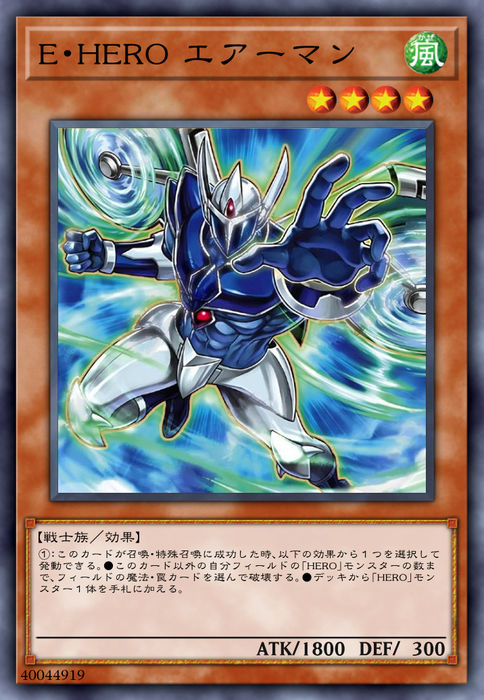 E・HERO エアーマン
かぜ
風
【戦士族／効果】
①:このカードが召喚・特殊召喚に成功した時、以下の効果から１つを選択して
発動できる。●このカード以外の自分フィールドの「HERO」モンスターの数ま
で、フィールドの魔法・罠カードを選んで破壊する。●デッキから「HERO」モン
スター１体を手札に加える。
ATK/1800 DEF/ 300
40044919